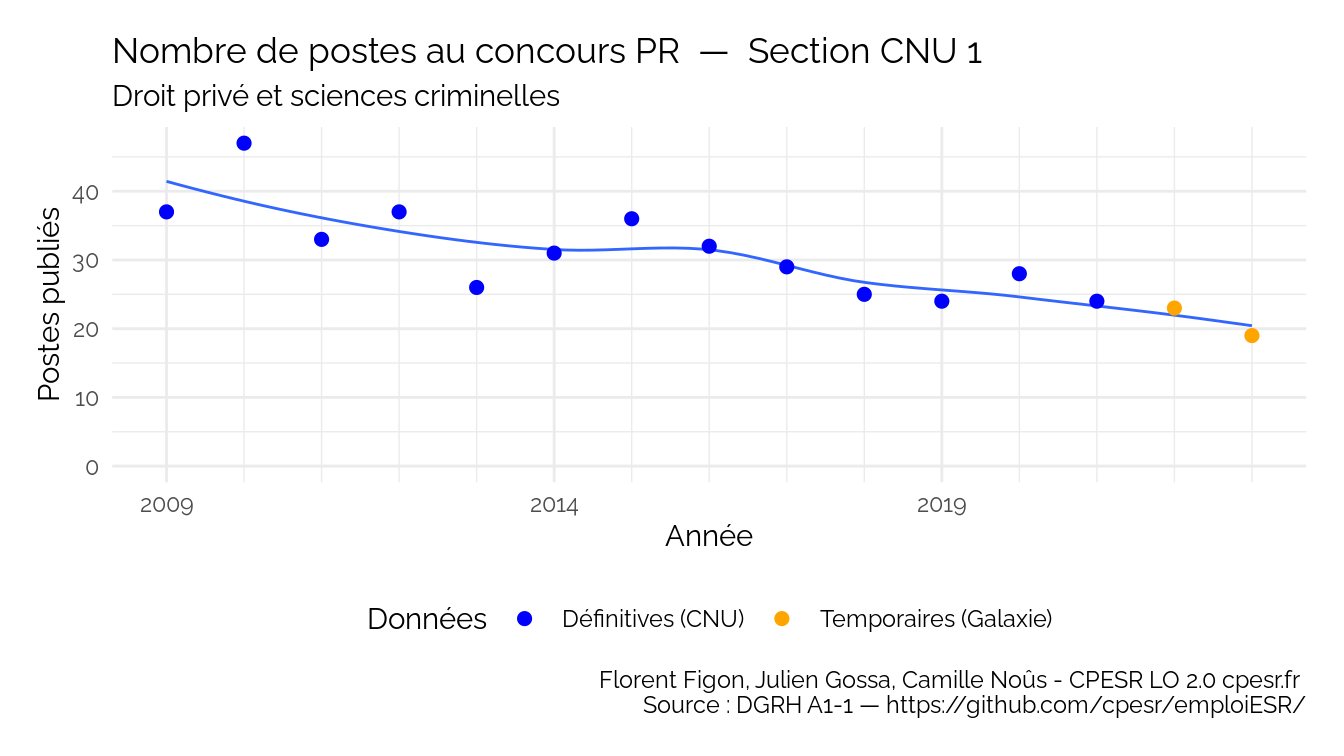 Nombre de postes au concours PR — Section CNU 1
Droit privé et sciences criminelles
Postes publiés
40
30
20
10
0
2009 2014 2019
Année
Données Définitives (CNU) Temporaires (Galaxie)
Florent Figon, Julien Gossa, Camille Noûs - CPESR LO 2.0 cpesr.fr
Source : DGRH A1-1 — https://github.com/cpesr/emploiESR/